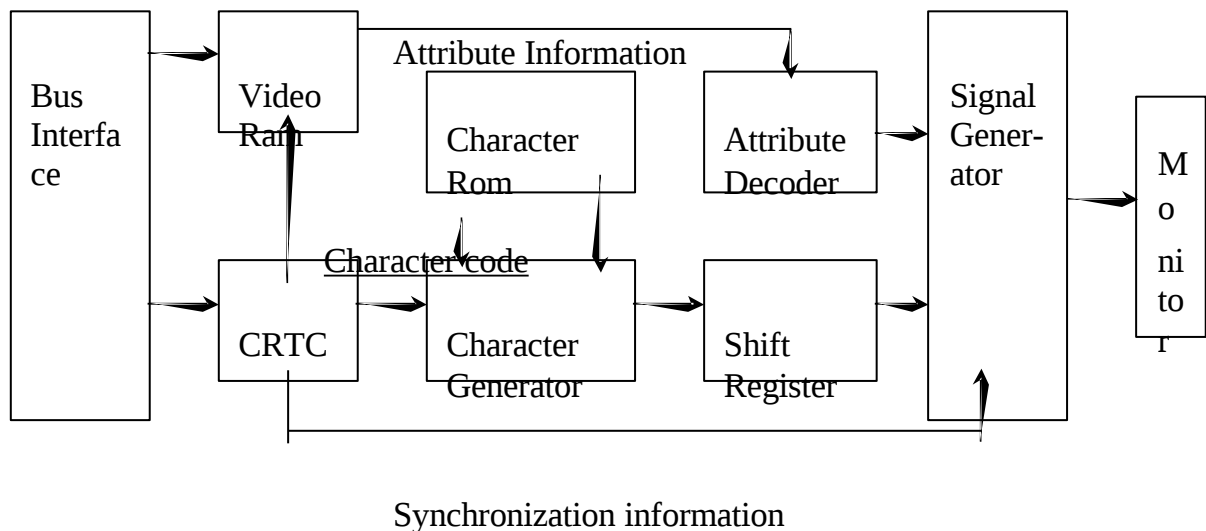 Attribute Information
Bus
Interfa
ce
Video
Ram
Character
Rom
Attribute
Decoder
Signal
Gener-
ator
M
o
ni
to
r
Character code
CRTC
Character
Generator
Shift
Register
Synchronization information